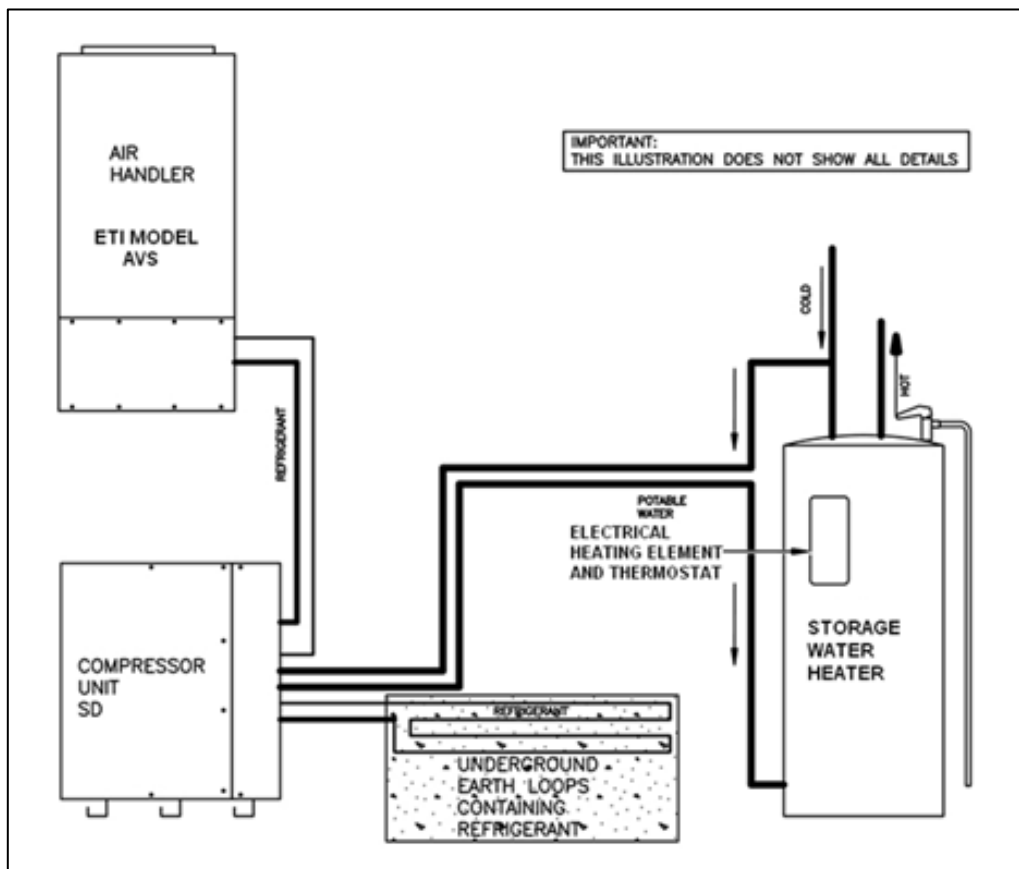 AIR
HANDLER
ETI MODEL
AVS
IMPORTANT:
THIS ILLUSTRATION DOES NOT SHOW ALL DETAILS
COLD
HOT
REFRIGERANT
POTABLE
WATER
ELECTRICAL
HEATING ELEMENT
AND THERMOSTAT
STORAGE
WATER
HEATER
COMPRESSOR
UNIT
SD
REFRIGERANT
UNDERGROUND
EARTH LOOPS
CONTAINING
REFRIGERANT